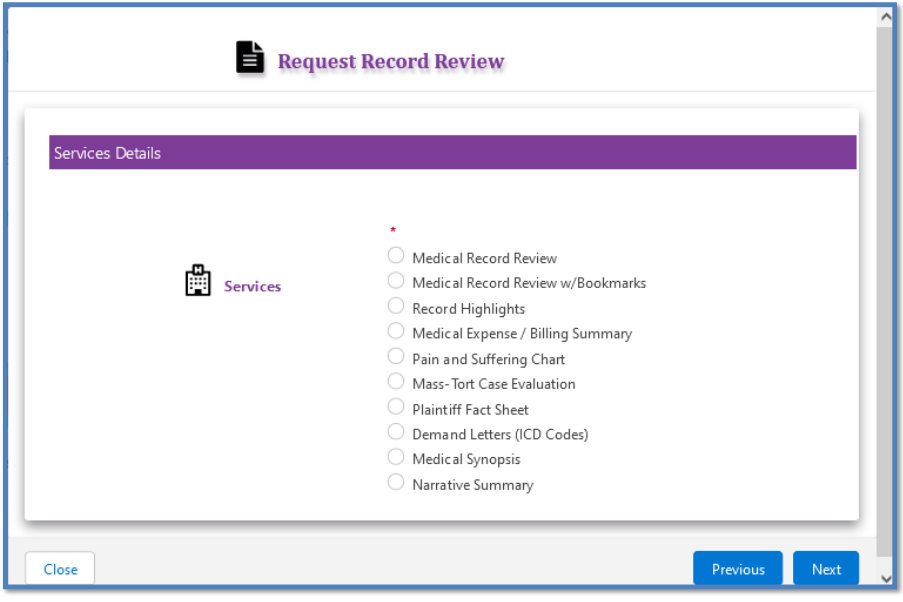 Request Record Review
Services Details
*
Medical Record Review
Services
Medical Record Review w/Bookmarks
Record Highlights
Medical Expense / Billing Summary
Pain and Suffering Chart
Mass-Tort Case Evaluation
Plaintiff Fact Sheet
Demand Letters (ICD Codes)
Medical Synopsis
Narrative Summary
Close
Previous
Next